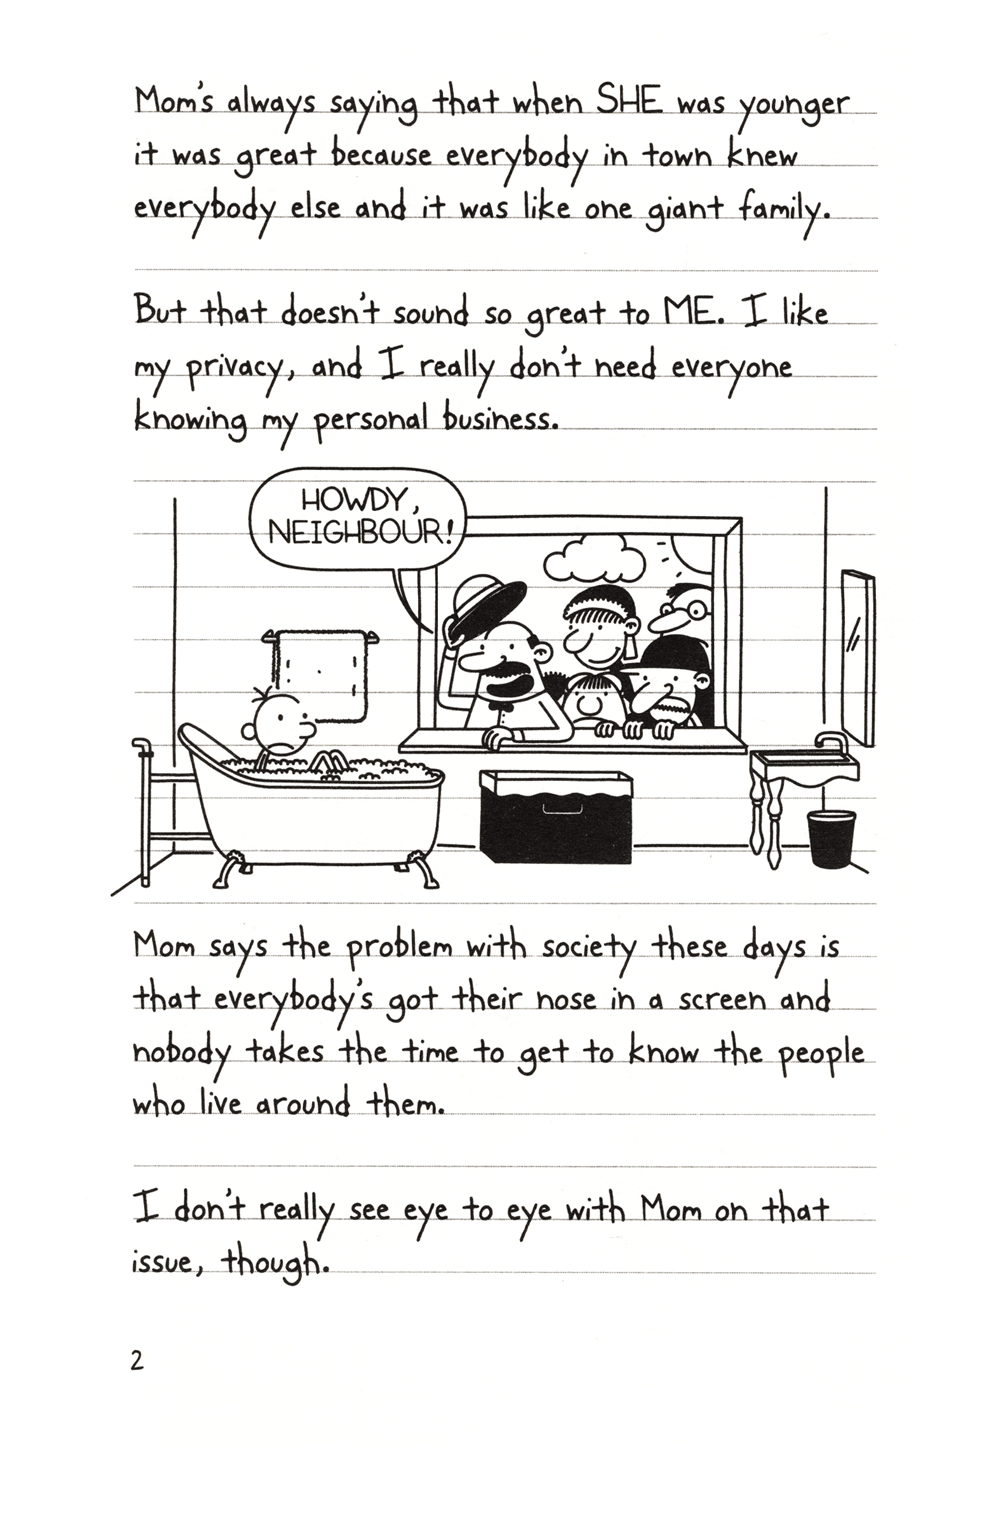 Mom's always saying that when SHE was younger
it was great because everybody in town knew
everybody else and it was like one giant family.
But that doesn't sound so great to ME. I like
my privacy, and I really don't need everyone
knowing my personal business.
HOWDY,
NEIGHBOUR!
Mom says the problem with society these days is
that everybody's got their nose in a screen and
nobody takes the time to get to know the people
who live around them.
I don't really see eye to eye with Mom on that
issue, though.
2